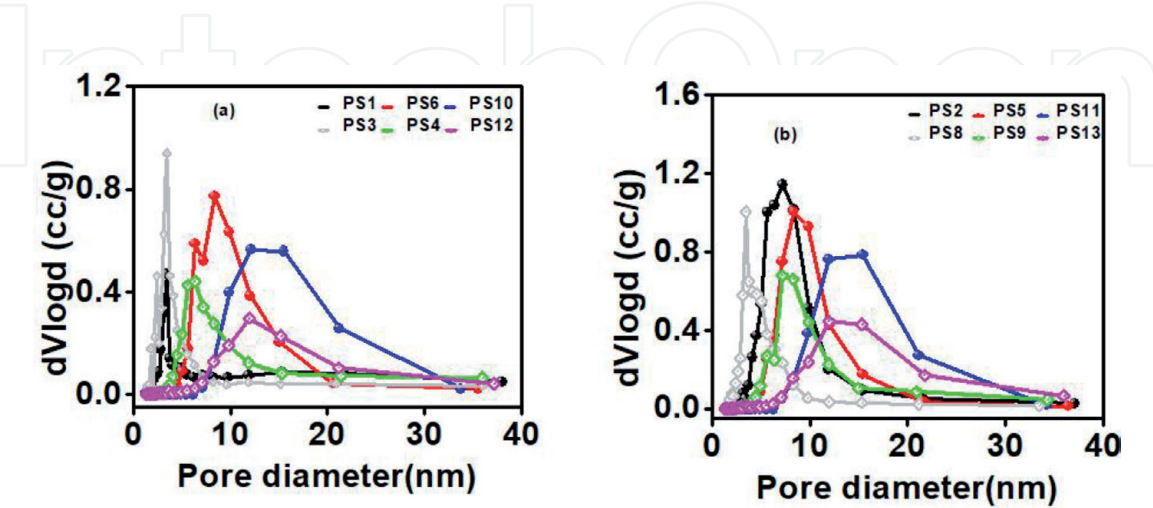 IntechOpen
1.2
0.8
0.4
0.0
dVlogd (cc/g)
(a)
PS1 PS6 PS10
PS3 PS4 PS12
0 10 20 30 40
Pore diameter(nm)
1.6
1.2
0.8
0.4
0.0
dVlogd (cc/g)
(b)
PS2 PS5 PS11
PS8 PS9 PS13
0 10 20 30 40
Pore diameter(nm)